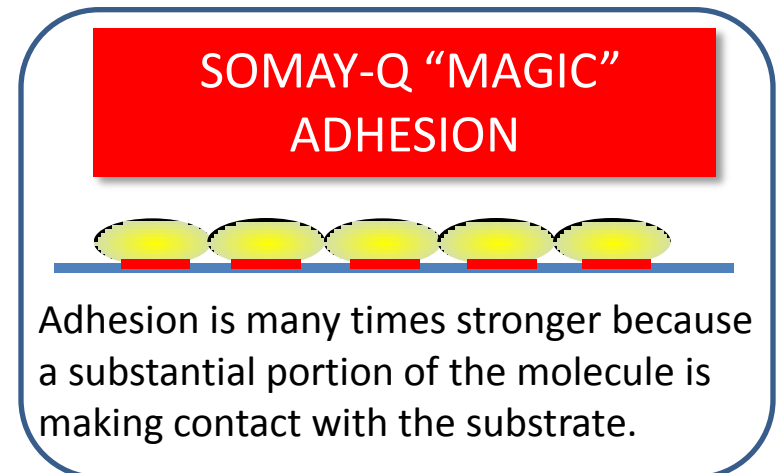 SOMAY-Q “MAGIC”
ADHESION
Adhesion is many times stronger because
a substantial portion of the molecule is
making contact with the substrate.